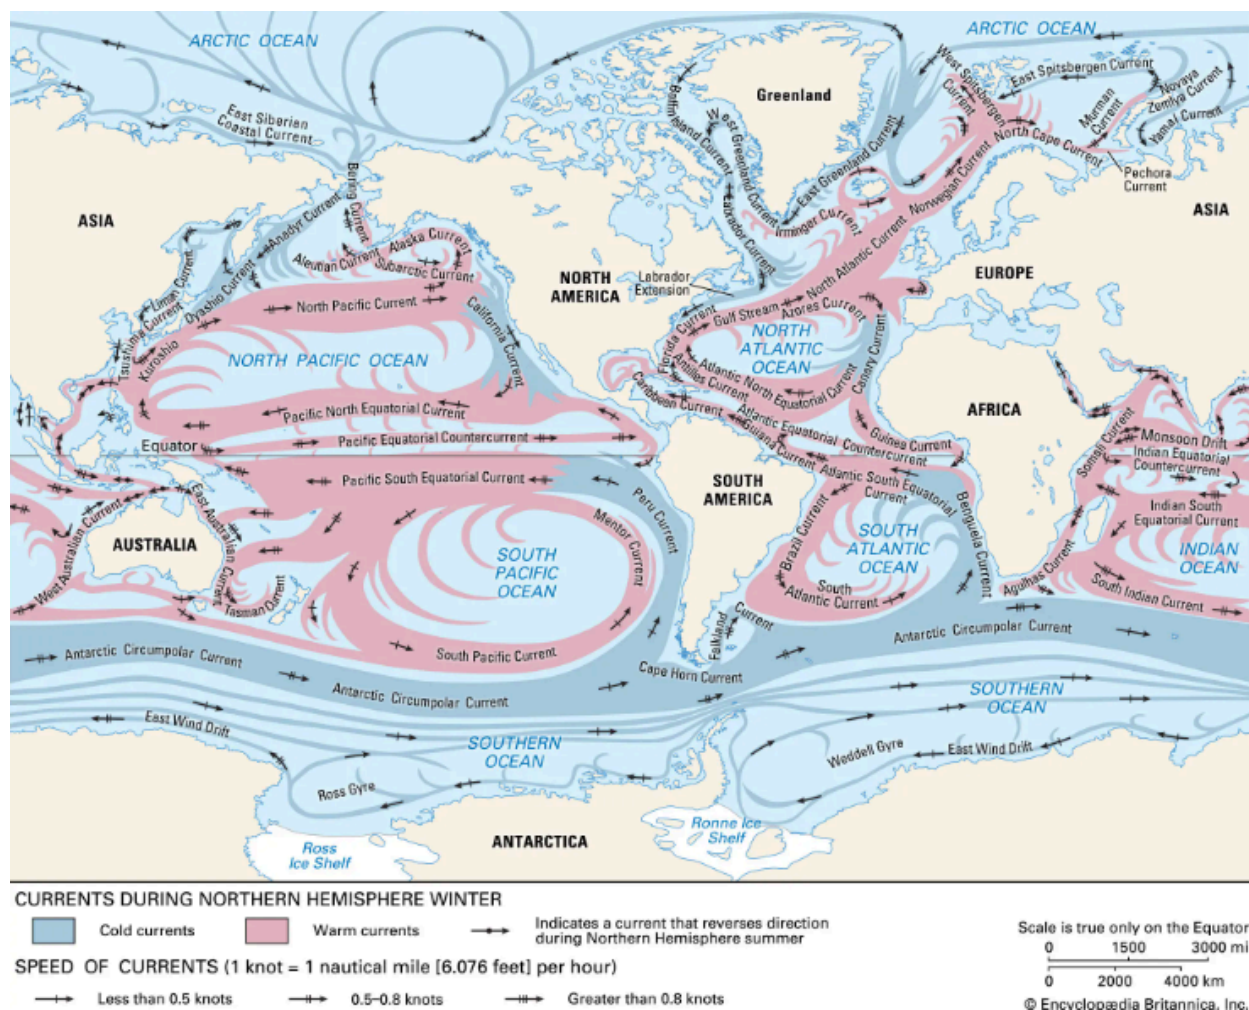 ARCTIC OCEAN
ARCTIC OCEAN
Greenland
East Siberian
Coastal Current
Bering Current
Baffin Island Current
West Greenland Current
East Greenland Current
West Spitsbergen
Current
East Spitsbergen Current
Novaya
Zemlya Current
Murman
Current
Yamal Current
North Cape Current
Pechora
Current
Norwegian Current
ASIA
ASIA
Anadyr Current
Alaska Current
Aleutian Current
Subarctic Current
Labrador Current
Irminger Current
North Atlantic Current
Liman Current
Oyashio Current
NORTH
AMERICA
Labrador
Extension
EUROPE
North Pacific Current
California Current
Gulf Stream
Azores Current
Florida Current
Tsushima Current
Kuroshio
NORTH PACIFIC OCEAN
NORTH
ATLANTIC
OCEAN
Canary Current
Antilles Current
Atlantic North Equatorial Current
Caribbean Current
AFRICA
Pacific North Equatorial Current
Atlantic Equatorial Countercurrent
Guinea Current
Guiana Current
Somali Current
Monsoon Drift
Equator
Pacific Equatorial Countercurrent
Indian Equatorial
Countercurrent
Pacific South Equatorial Current
Peru Current
SOUTH
AMERICA
Atlantic South Equatorial
Current
Benguela Current
Indian South
Equatorial Current
East Australian Current
Mentor Current
Brazil Current
West Australian Current
AUSTRALIA
SOUTH
PACIFIC
OCEAN
SOUTH
ATLANTIC
OCEAN
INDIAN
OCEAN
Agulhas Current
Tasman Current
South
Atlantic Current
South Indian Current
Falkland
Current
South Pacific Current
Antarctic Circumpolar Current
Antarctic Circumpolar Current
Antarctic Circumpolar Current
Cape Horn Current
East Wind Drift
SOUTHERN
OCEAN
SOUTHERN
OCEAN
Weddell Gyre
East Wind Drift
Ross Gyre
Ross
Ice Shelf
ANTARCTICA
Ronne Ice
Shelf
CURRENTS DURING NORTHERN HEMISPHERE WINTER
Cold currents
Warm currents
Indicates a current that reverses direction
during Northern Hemisphere summer
SPEED OF CURRENTS (1 knot = 1 nautical mile [6.076 feet] per hour)
Less than 0.5 knots
0.5–0.8 knots
Greater than 0.8 knots
Scale is true only on the Equator
0 1500 3000 mi
0 2000 4000 km
© Encyclopædia Britannica, Inc.